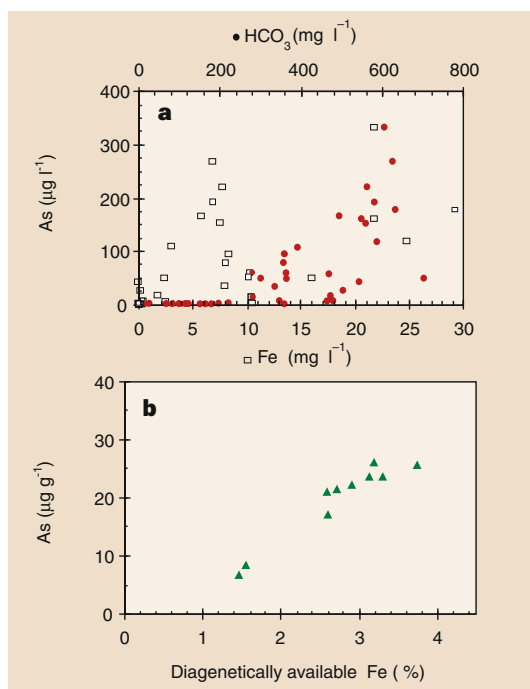 ● HCO₃(mg l⁻¹)
0 200 400 600 800
a
400
300
200
100
0
As (µg l⁻¹)
0 5 10 15 20 25 30
□ Fe (mg l⁻¹)
b
40
30
20
10
0
As (µg g⁻¹)
0 1 2 3 4
Diagenetically available Fe ( %)